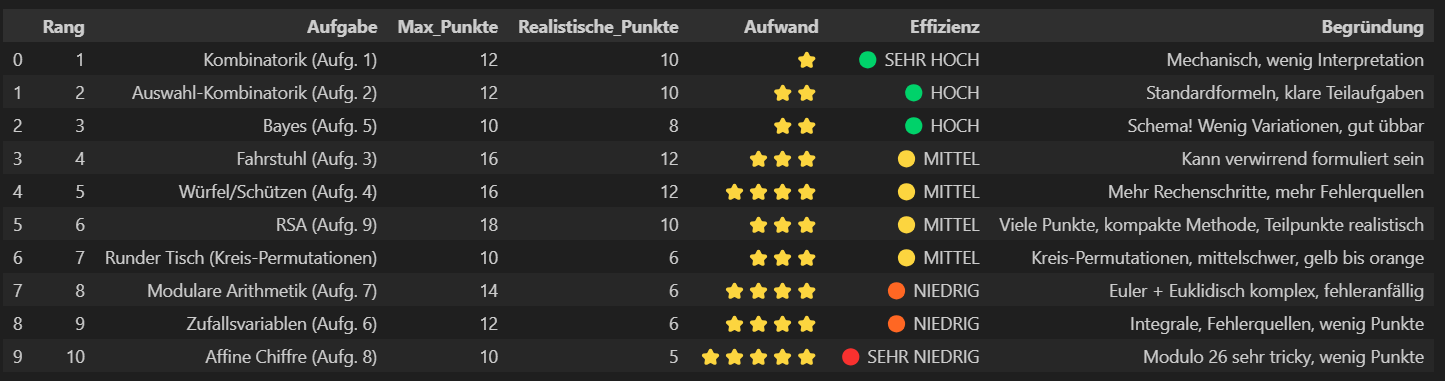 Rang Aufgabe Max_Punkte Realistische_Punkte Aufwand Effizienz Begründung
0 1 Kombinatorik (Aufg. 1) 12 10 ⭐ 🟢 SEHR HOCH Mechanisch, wenig Interpretation
1 2 Auswahl-Kombinatorik (Aufg. 2) 12 10 ⭐⭐ 🟢 HOCH Standardformeln, klare Teilaufgaben
2 3 Bayes (Aufg. 5) 10 8 ⭐⭐ 🟢 HOCH Schema! Wenig Variationen, gut übbar
3 4 Fahrstuhl (Aufg. 3) 16 12 ⭐⭐⭐ 🟡 MITTEL Kann verwirrend formuliert sein
4 5 Würfel/Schützen (Aufg. 4) 16 12 ⭐⭐⭐⭐ 🟡 MITTEL Mehr Rechenschritte, mehr Fehlerquellen
5 6 RSA (Aufg. 9) 18 10 ⭐⭐⭐ 🟡 MITTEL Viele Punkte, kompakte Methode, Teilpunkte realistisch
6 7 Runder Tisch (Kreis-Permutationen) 10 6 ⭐⭐⭐ 🟡 MITTEL Kreis-Permutationen, mittelschwer, gelb bis orange
7 8 Modulare Arithmetik (Aufg. 7) 14 6 ⭐⭐⭐⭐ 🟠 NIEDRIG Euler + Euklidisch komplex, fehleranfällig
8 9 Zufallsvariablen (Aufg. 6) 12 6 ⭐⭐⭐⭐ 🟠 NIEDRIG Integrale, Fehlerquellen, wenig Punkte
9 10 Affine Chiffre (Aufg. 8) 10 5 ⭐⭐⭐⭐⭐ 🔴 SEHR NIEDRIG Modulo 26 sehr tricky, wenig Punkte